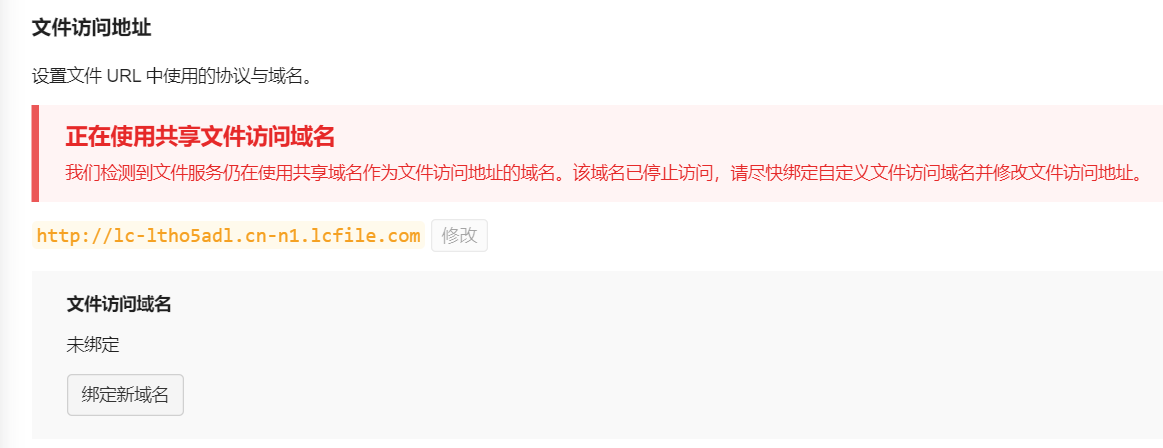 文件访问地址
设置文件 URL 中使用的协议与域名。
正在使用共享文件访问域名
我们检测到文件服务仍在使用共享域名作为文件访问地址的域名。该域名已停止访问，请尽快绑定自定义文件访问域名并修改文件访问地址。
http://lc-ltho5adl.cn-n1.lcfile.com 修改
文件访问域名
未绑定
绑定新域名